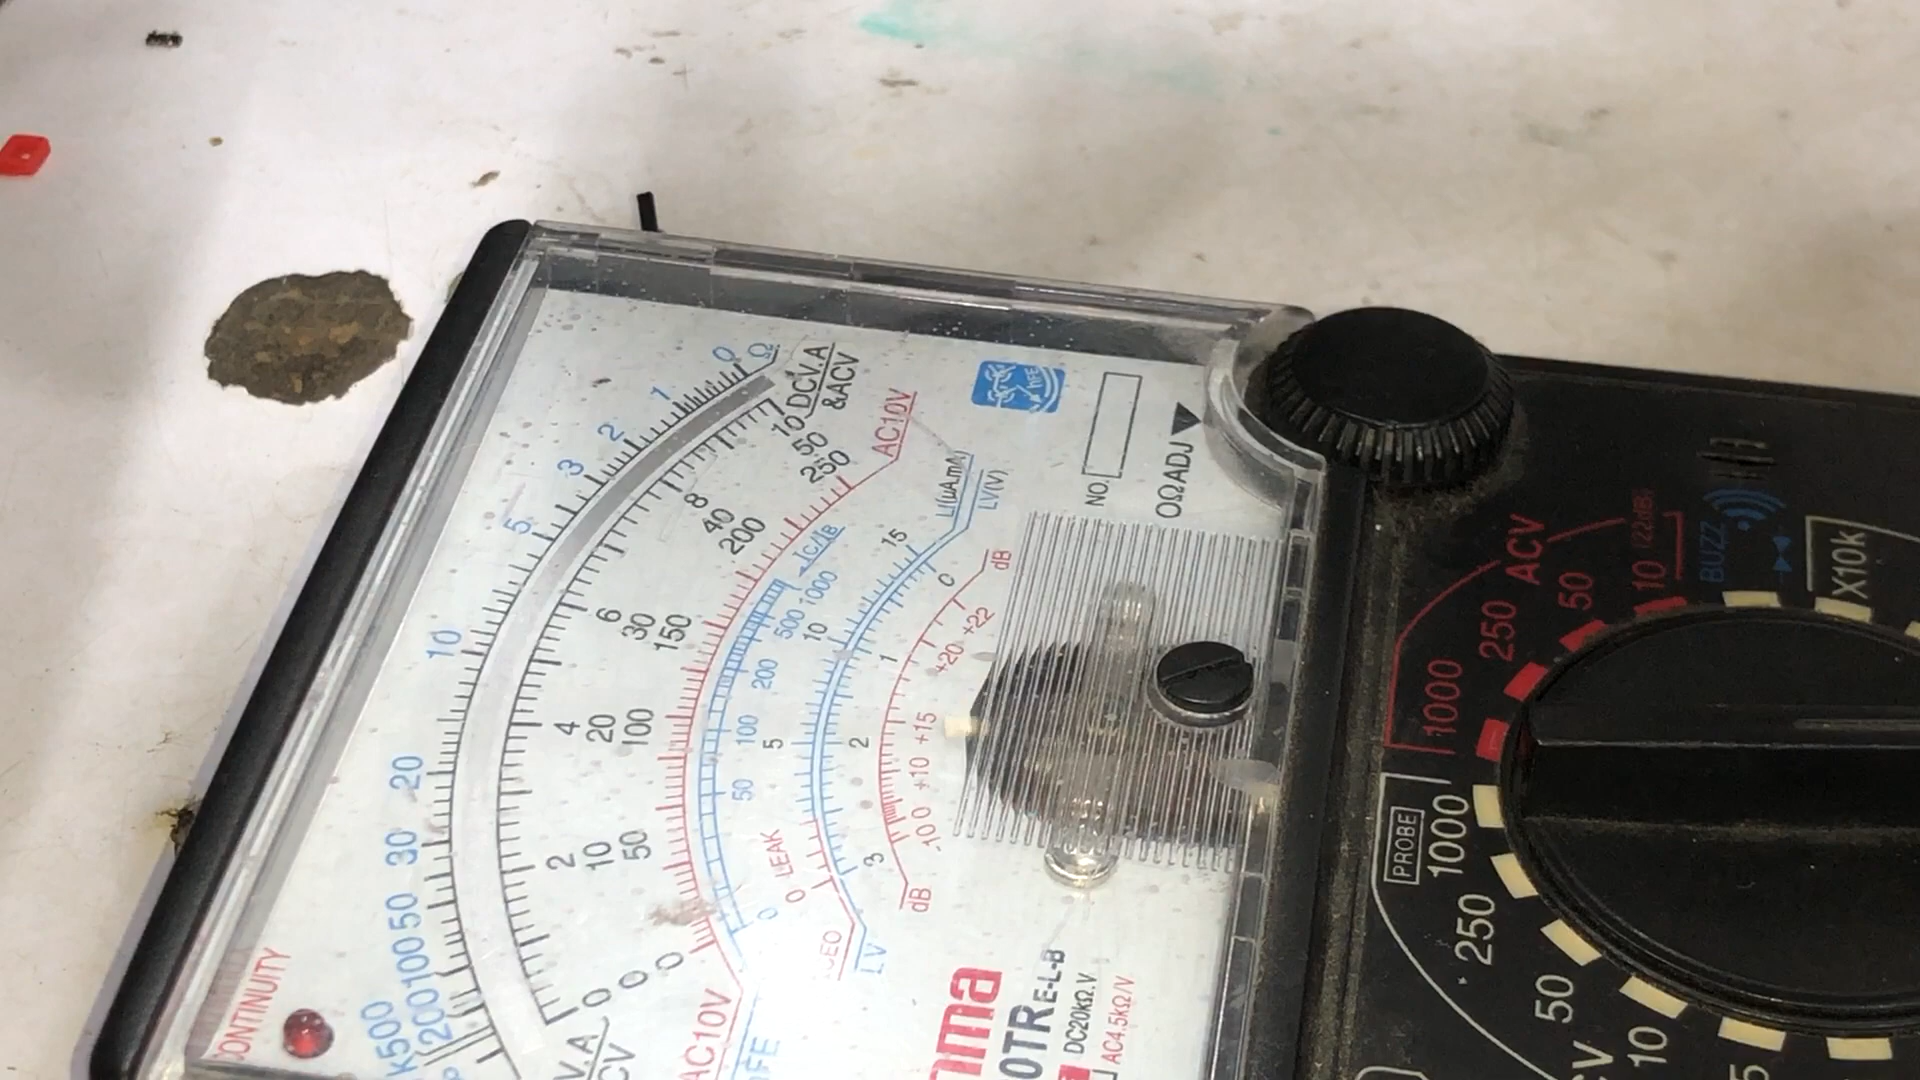 0 Ω
1
2
3
5
10
20
30
50
100
200
500
K
DCV.A
&ACV
10
50
250
8
40
200
6
30
150
4
20
100
2
10
50
0
0
0
V.A
CV
AC10V
AC10V
IC/IB
1000
500
200
100
50
0
LI(µA.mA)
LV(V)
15
10
5
0
LEAK
0
1
2
3
LV
dB
+22
+20
+15
+10
0
-10
dB
hFE
NO.
0ΩADJ
CONTINUITY
E-L-B
DC20kΩ.V
AC4.5kΩ/V
ACV
1000
250
50
10
BUZZ
X10k
PROBE
1000
250
50
10